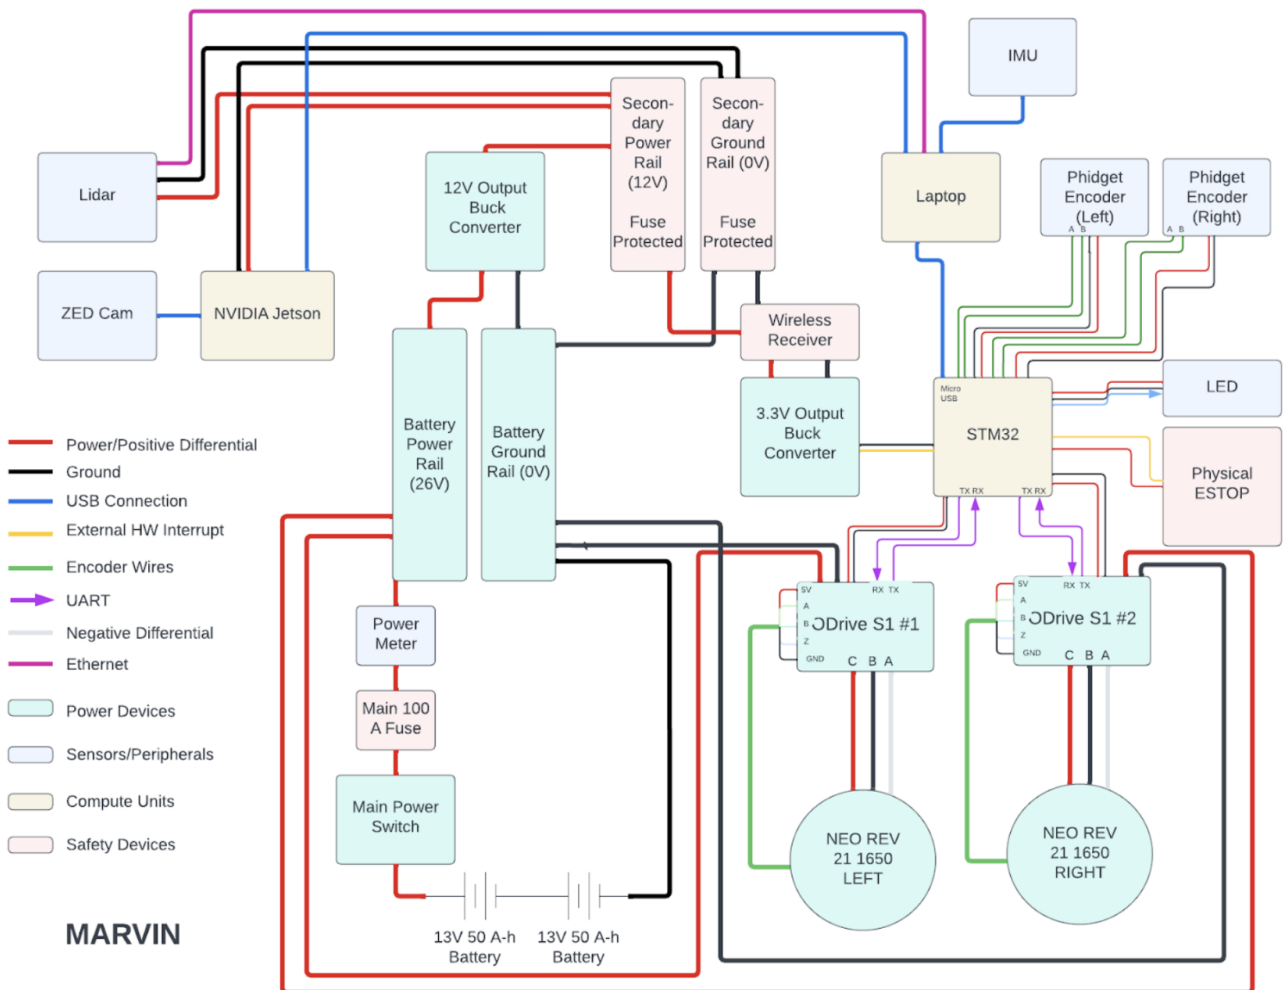 IMU
Secon-
dary
Power
Rail
(12V)
Fuse
Protected
Secon-
dary
Ground
Rail (0V)
Fuse
Protected
Lidar
12V Output
Buck
Converter
Laptop
Phidget
Encoder
(Left)
A B
Phidget
Encoder
(Right)
A B
ZED Cam
NVIDIA Jetson
Wireless
Receiver
Micro
USB
STM32
TX RX
TX RX
LED
3.3V Output
Buck
Converter
Battery
Power
Rail
(26V)
Battery
Ground
Rail (0V)
Physical
ESTOP
Power/Positive Differential
Ground
USB Connection
External HW Interrupt
Encoder Wires
UART
Negative Differential
Ethernet
Power Devices
Sensors/Peripherals
Compute Units
Safety Devices
Power
Meter
Main 100
A Fuse
Main Power
Switch
5V
A
B
Z
GND
RX TX
ODrive S1 #1
C B A
5V
A
B
Z
GND
RX TX
ODrive S1 #2
C B A
NEO REV
21 1650
LEFT
NEO REV
21 1650
RIGHT
13V 50 A-h
Battery
13V 50 A-h
Battery
MARVIN